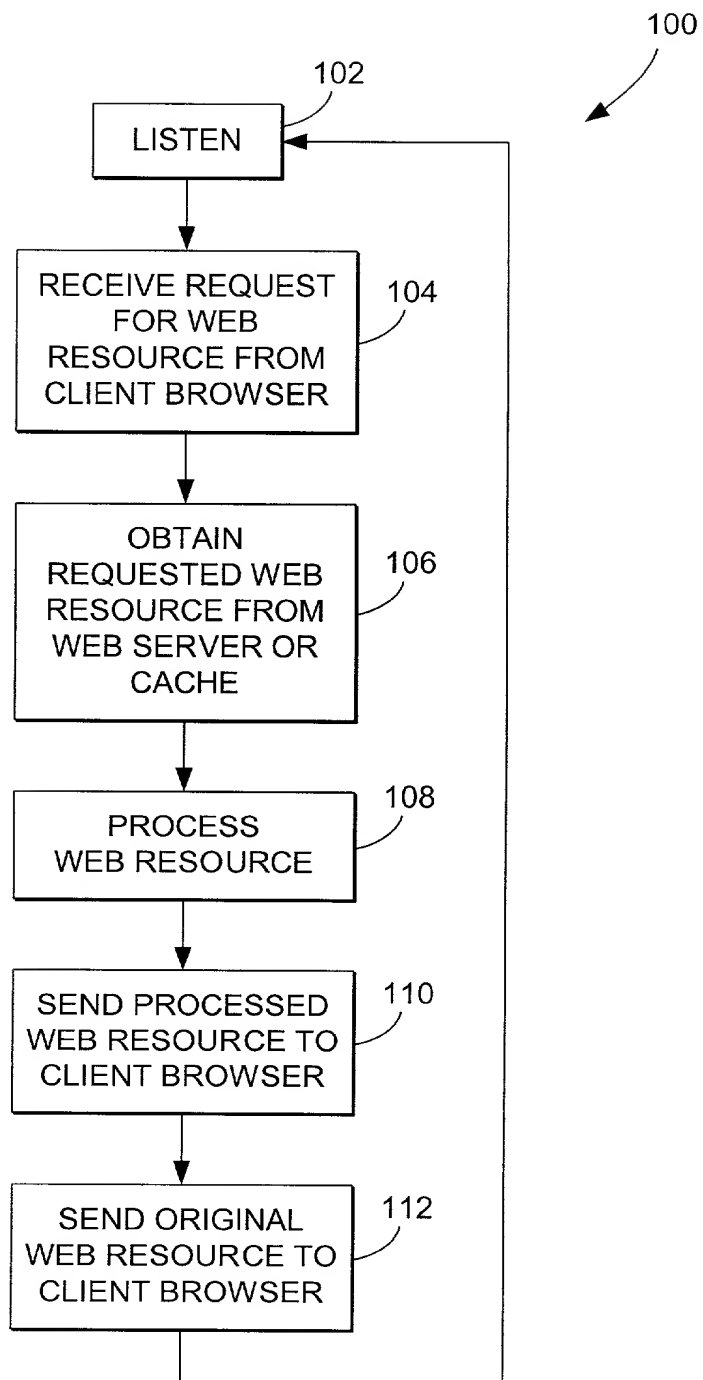 100
102
LISTEN
RECEIVE REQUEST
FOR WEB
RESOURCE FROM
CLIENT BROWSER
104
OBTAIN
REQUESTED WEB
RESOURCE FROM
WEB SERVER OR
CACHE
106
PROCESS
WEB RESOURCE
108
SEND PROCESSED
WEB RESOURCE TO
CLIENT BROWSER
110
SEND ORIGINAL
WEB RESOURCE TO
CLIENT BROWSER
112